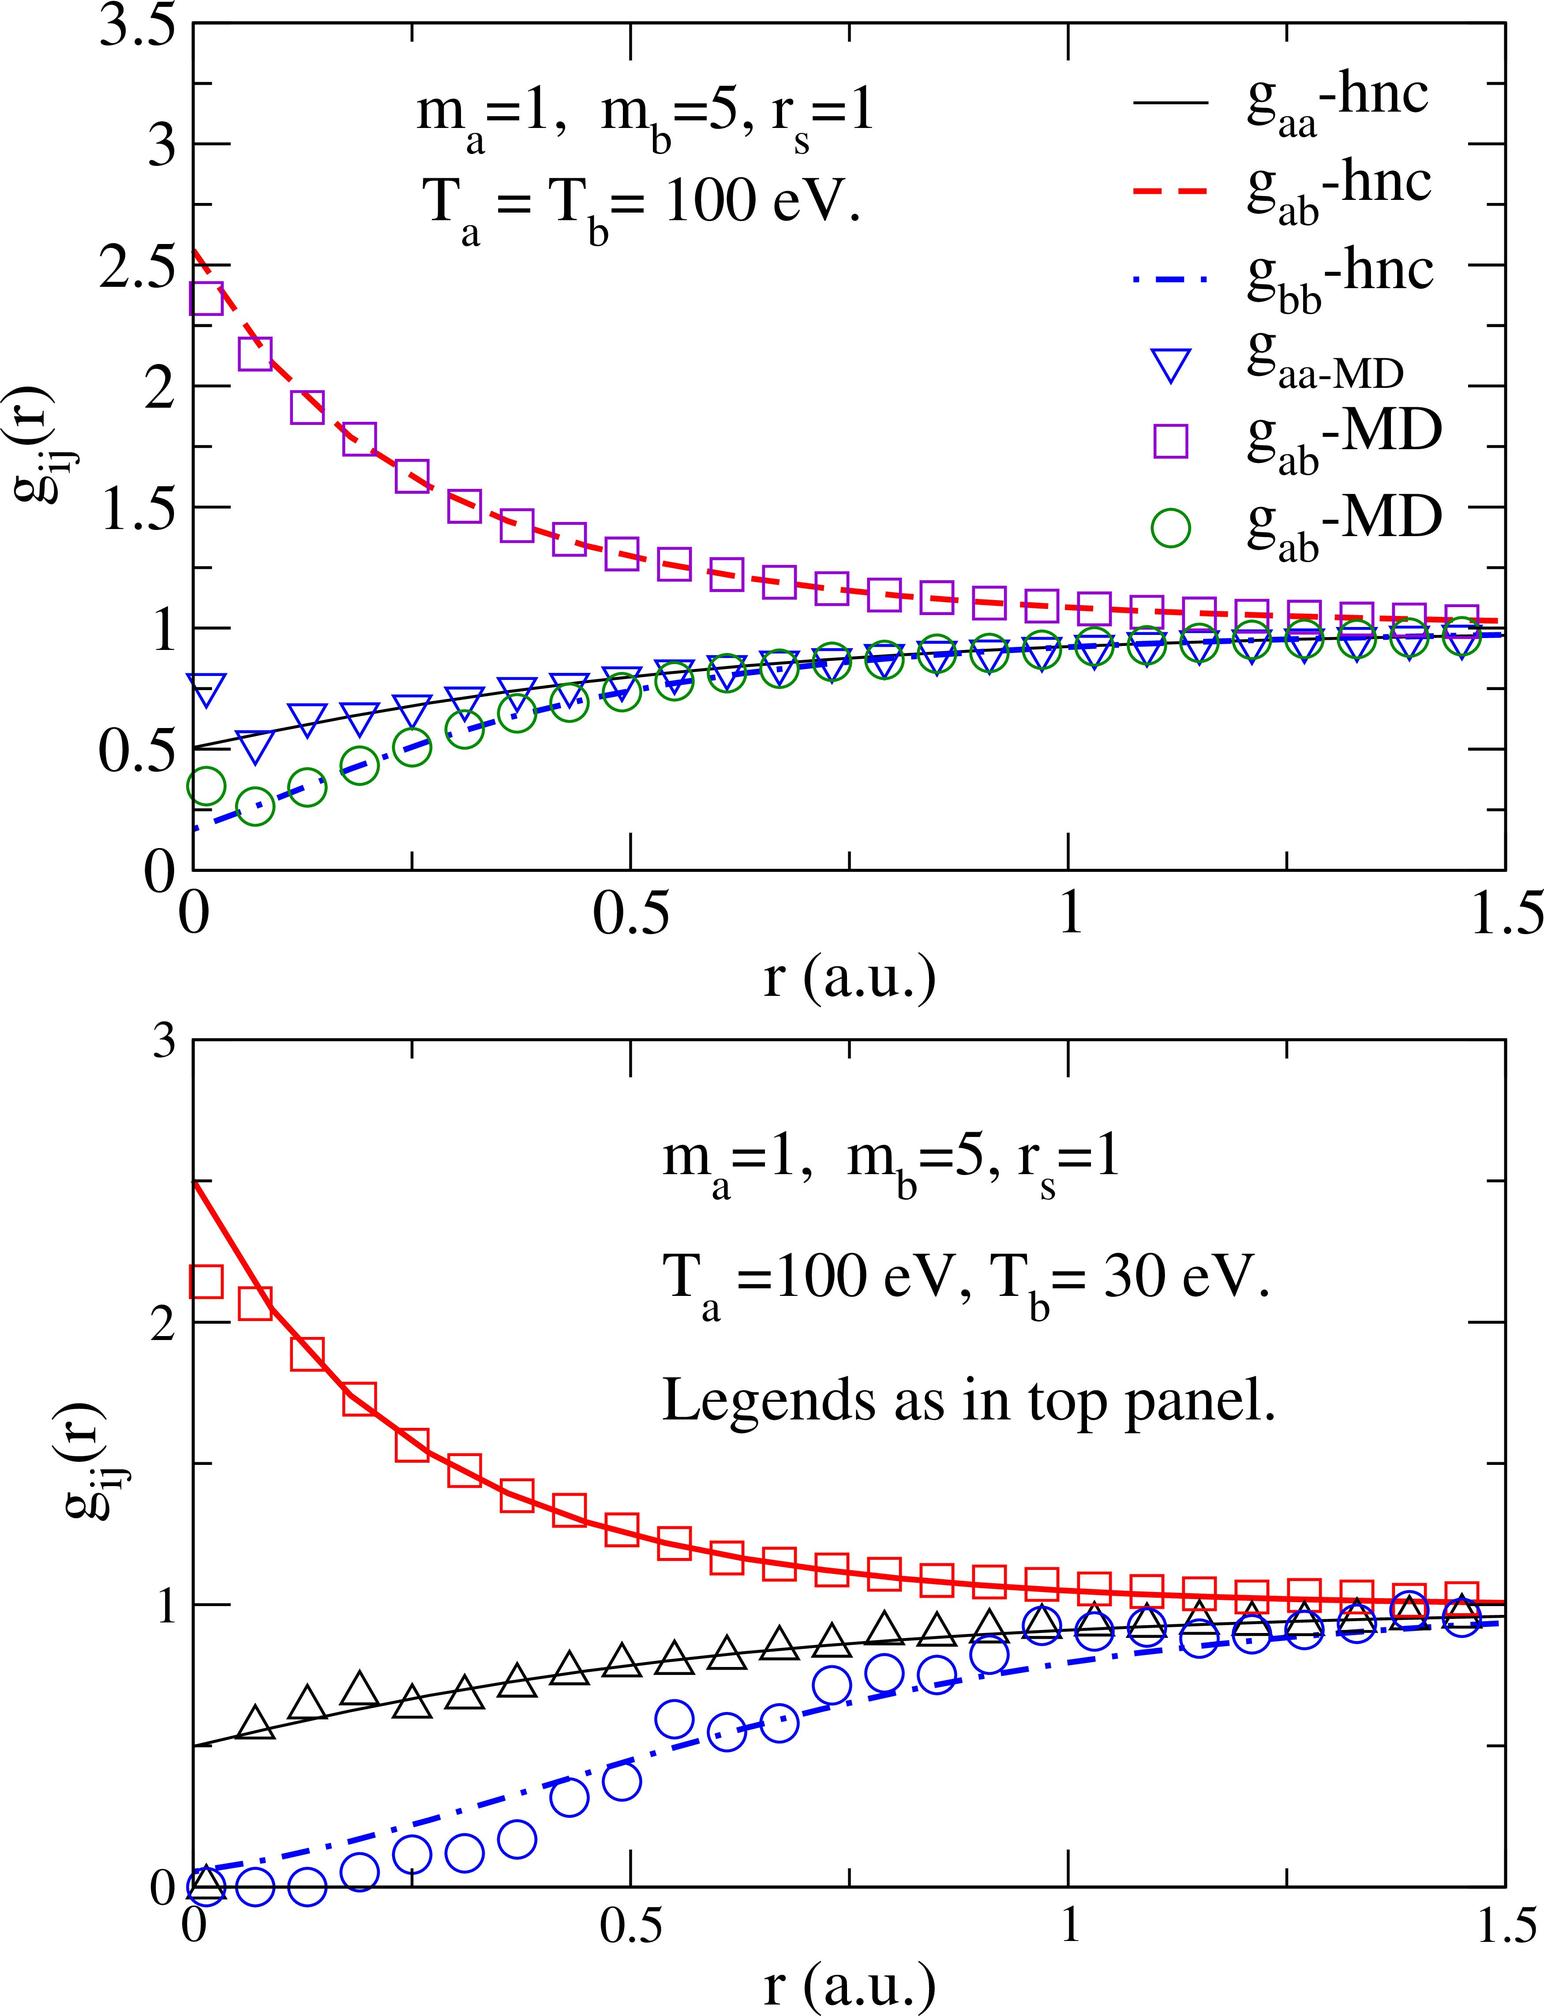 3.5
3
2.5
2
1.5
1
0.5
0
g_ij(r)
m_a=1, m_b=5, r_s=1
T_a = T_b= 100 eV.
g_aa-hnc
g_ab-hnc
g_bb-hnc
g_aa-MD
g_ab-MD
g_ab-MD
0 0.5 1 1.5
r (a.u.)
3
2
1
0
g_ij(r)
m_a=1, m_b=5, r_s=1
T_a =100 eV, T_b= 30 eV.
Legends as in top panel.
0 0.5 1 1.5
r (a.u.)